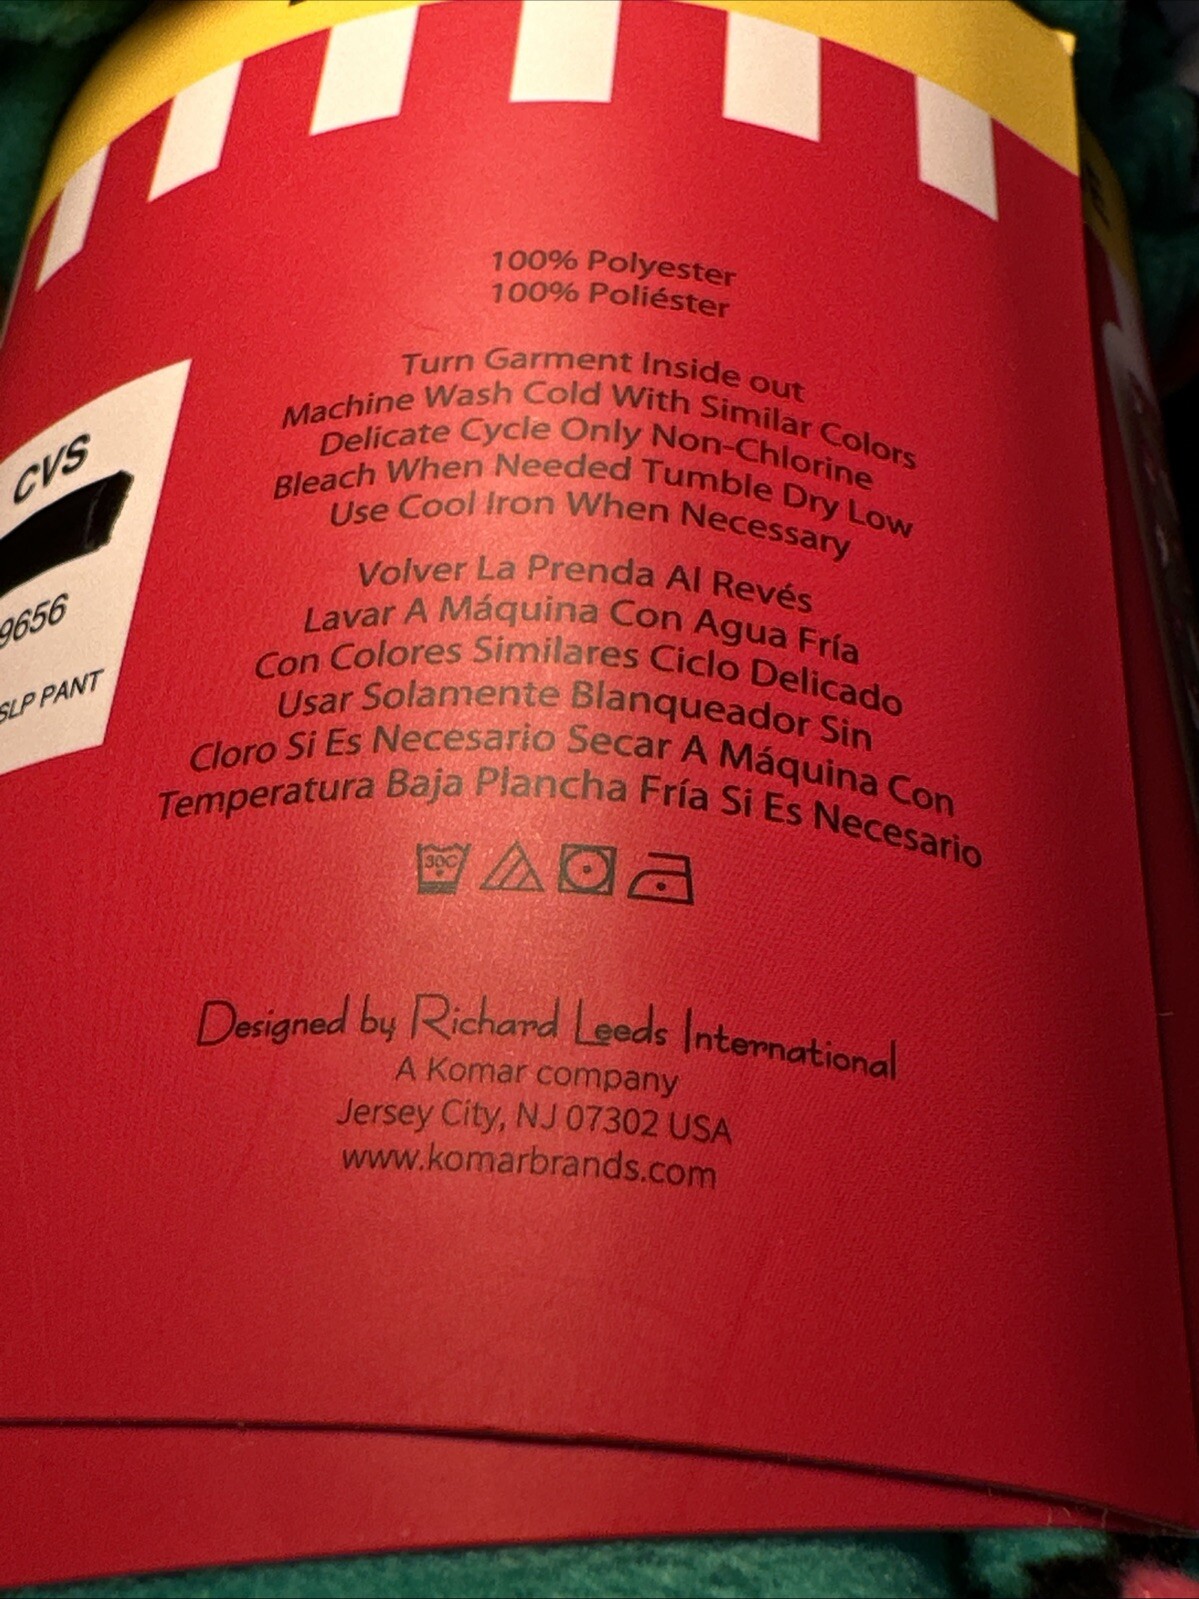 100% Polyester
100% Poliéster
Turn Garment Inside out
Machine Wash Cold With Similar Colors
Delicate Cycle Only Non-Chlorine
Bleach When Needed Tumble Dry Low
Use Cool Iron When Necessary
Volver La Prenda Al Revés
Lavar A Máquina Con Agua Fría
Con Colores Similares Ciclo Delicado
Usar Solamente Blanqueador Sin
Cloro Si Es Necesario Secar A Máquina Con
Temperatura Baja Plancha Fría Si Es Necesario
30C
Designed by Richard Leeds International
A Komar company
Jersey City, NJ 07302 USA
www.komarbrands.com
CVS
9656
SLP PANT